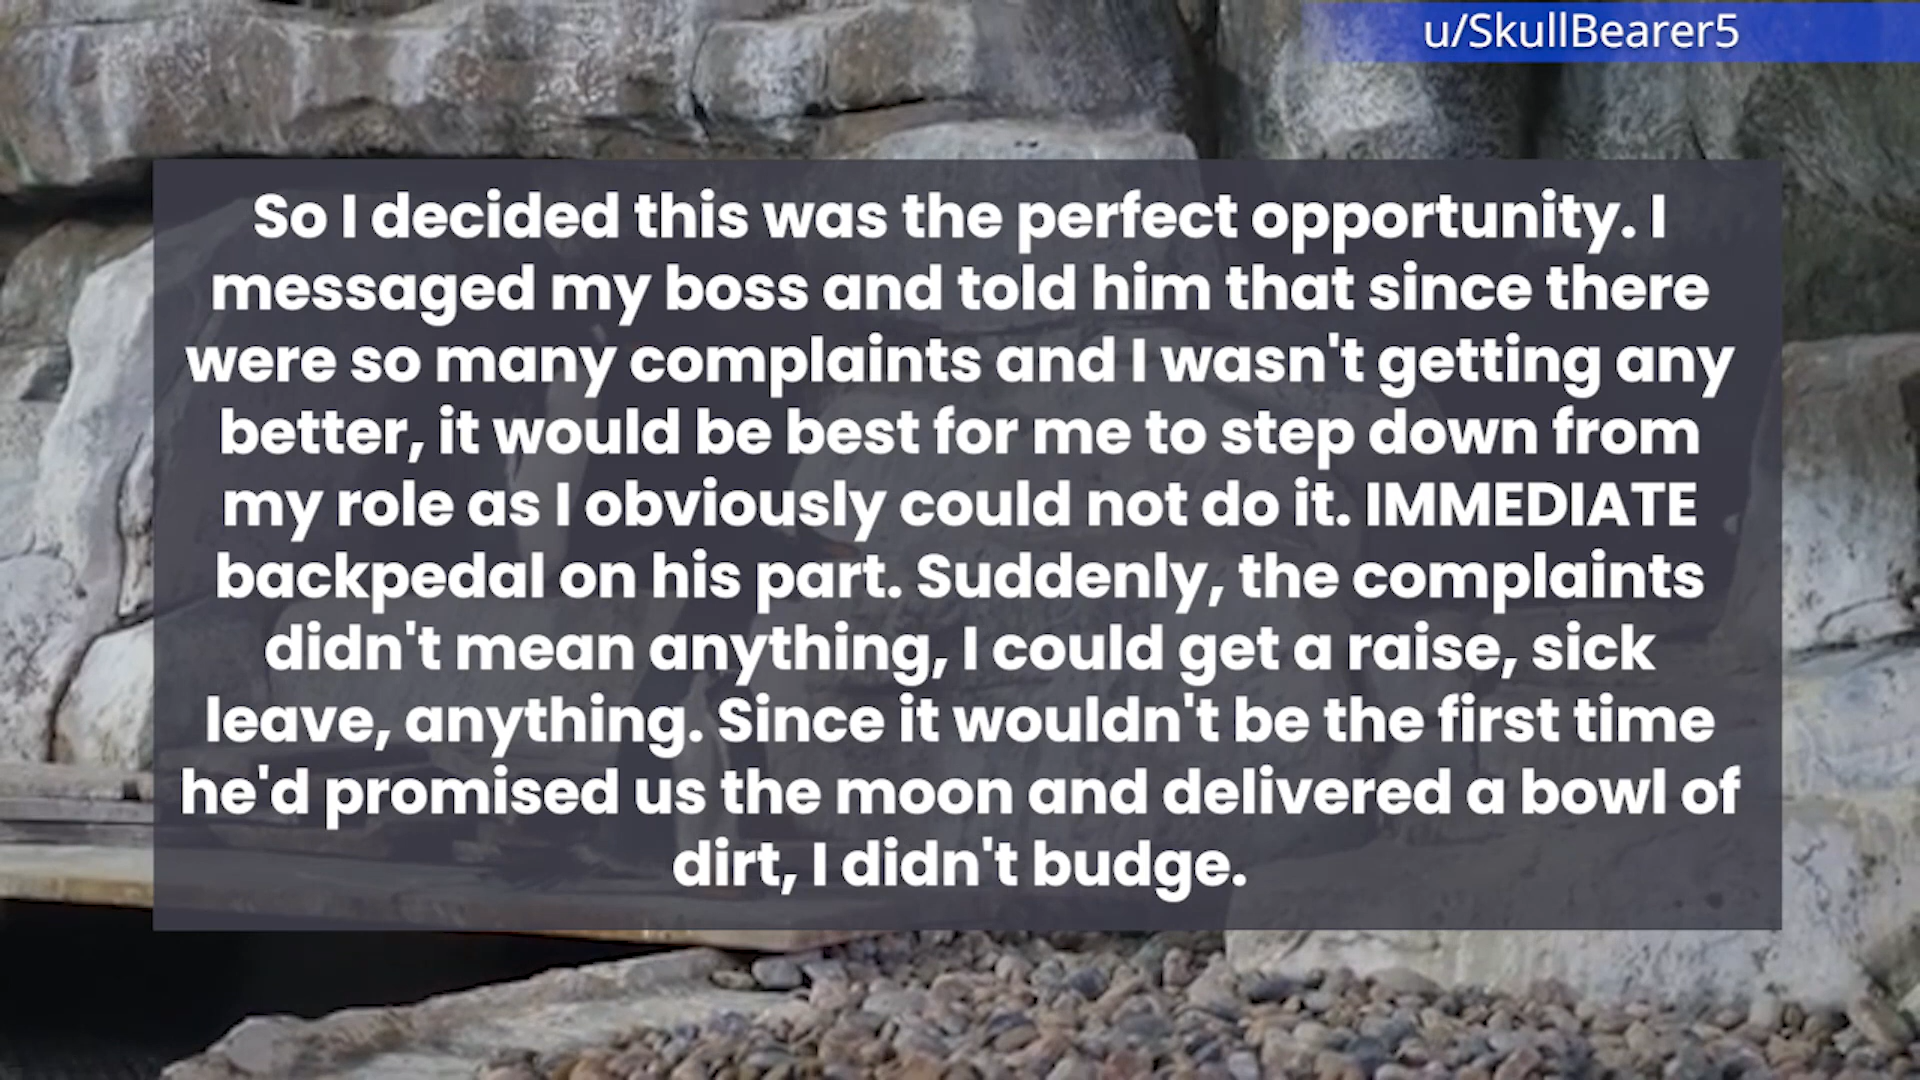 u/SkullBearer5
So I decided this was the perfect opportunity. I
messaged my boss and told him that since there
were so many complaints and I wasn't getting any
better, it would be best for me to step down from
my role as I obviously could not do it. IMMEDIATE
backpedal on his part. Suddenly, the complaints
didn't mean anything, I could get a raise, sick
leave, anything. Since it wouldn't be the first time
he'd promised us the moon and delivered a bowl of
dirt, I didn't budge.